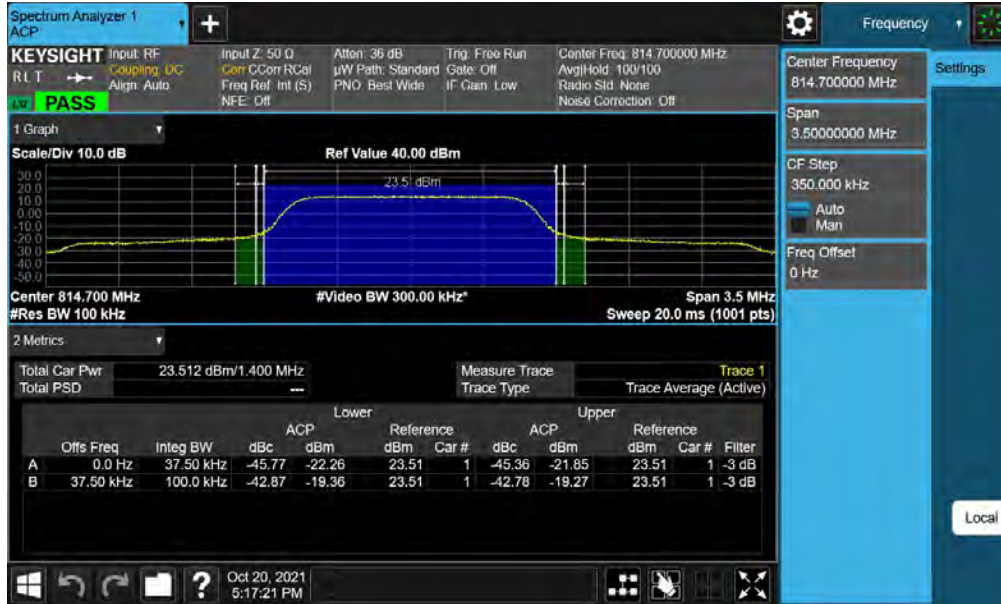 Spectrum Analyzer 1
ACP
+
Frequency
KEYSIGHT Input: RF Input Z: 50 Ω Atten: 36 dB Trig: Free Run Center Freq: 814.700000 MHz
RLT Coupling: DC Corr CCorr RCal µW Path: Standard Gate: Off Avg|Hold: 100/100
Align: Auto Freq Ref: Int (S) PNO: Best Wide IF Gain: Low Radio Std: None
PASS NFE: Off Noise Correction: Off
Center Frequency
814.700000 MHz
Settings
Span
3.50000000 MHz
CF Step
350.000 kHz
Auto
Man
Freq Offset
0 Hz
Local
1 Graph
Scale/Div 10.0 dB Ref Value 40.00 dBm
30.0
20.0
10.0
0.00
-10.0
-20.0
-30.0
-40.0
-50.0
23.5 dBm
Center 814.700 MHz #Video BW 300.00 kHz* Span 3.5 MHz
#Res BW 100 kHz Sweep 20.0 ms (1001 pts)
2 Metrics
Total Car Pwr 23.512 dBm/1.400 MHz Measure Trace Trace 1
Total PSD --- Trace Type Trace Average (Active)
Lower Upper
ACP Reference ACP Reference
Offs Freq Integ BW dBc dBm dBm Car # dBc dBm dBm Car # Filter
A 0.0 Hz 37.50 kHz -45.77 -22.26 23.51 1 -45.36 -21.85 23.51 1 -3 dB
B 37.50 kHz 100.0 kHz -42.87 -19.36 23.51 1 -42.78 -19.27 23.51 1 -3 dB
?
Oct 20, 2021
5:17:21 PM